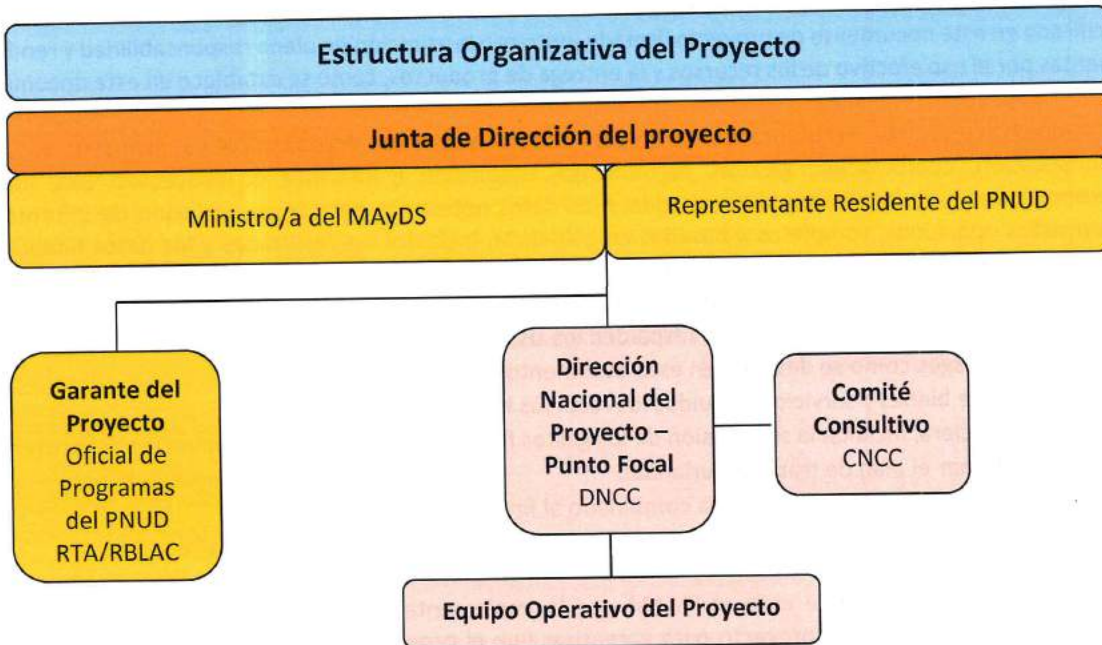 Estructura Organizativa del Proyecto
Junta de Dirección del proyecto
Ministro/a del MAyDS
Representante Residente del PNUD
Garante del
Proyecto
Oficial de
Programas
del PNUD
RTA/RBLAC
Dirección
Nacional del
Proyecto –
Punto Focal
DNCC
Comité
Consultivo
CNCC
Equipo Operativo del Proyecto